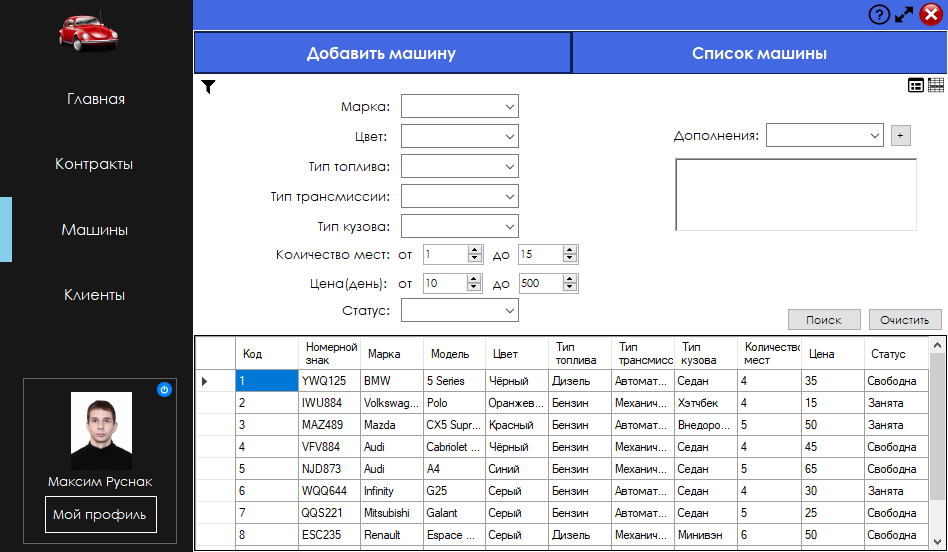 ?
Добавить машину
Список машины
Главная
Контракты
Машины
Клиенты
Максим Руснак
Мой профиль
Марка:
Цвет:
Тип топлива:
Тип трансмиссии:
Тип кузова:
Количество мест: от 1 до 15
Цена(день): от 10 до 500
Статус:
Дополнения: +
Поиск Очистить
Код Номерной знак Марка Модель Цвет Тип топлива Тип трансмисс Тип кузова Количество мест Цена Статус
1 YWQ125 BMW 5 Series Чёрный Дизель Автомат... Седан 4 35 Свободна
2 IWU884 Volkswag... Polo Оранжев... Бензин Механич... Хэтчбек 4 15 Занята
3 MAZ489 Mazda CX5 Supr... Красный Бензин Автомат... Внедоро... 5 50 Занята
4 VFV884 Audi Cabriolet ... Чёрный Бензин Механич... Седан 4 45 Свободна
5 NJD873 Audi A4 Синий Бензин Автомат... Седан 5 65 Свободна
6 WQQ644 Infinity G25 Серый Бензин Автомат... Седан 4 30 Занята
7 QQS221 Mitsubishi Galant Серый Бензин Автомат... Седан 5 25 Свободна
8 ESC235 Renault Espace ... Серый Дизель Механич... Минивэн 6 50 Свободна